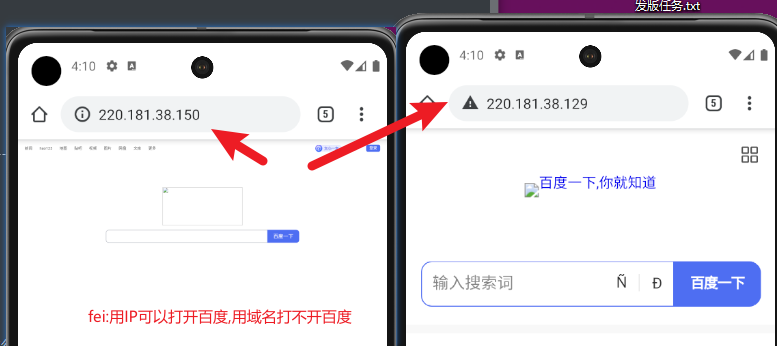 发版任务.txt
4:10
220.181.38.150
5
百度一下
fei:用IP可以打开百度,用域名打不开百度
4:10
220.181.38.129
5
百度一下,你就知道
输入搜索词
Ñ
Đ
百度一下